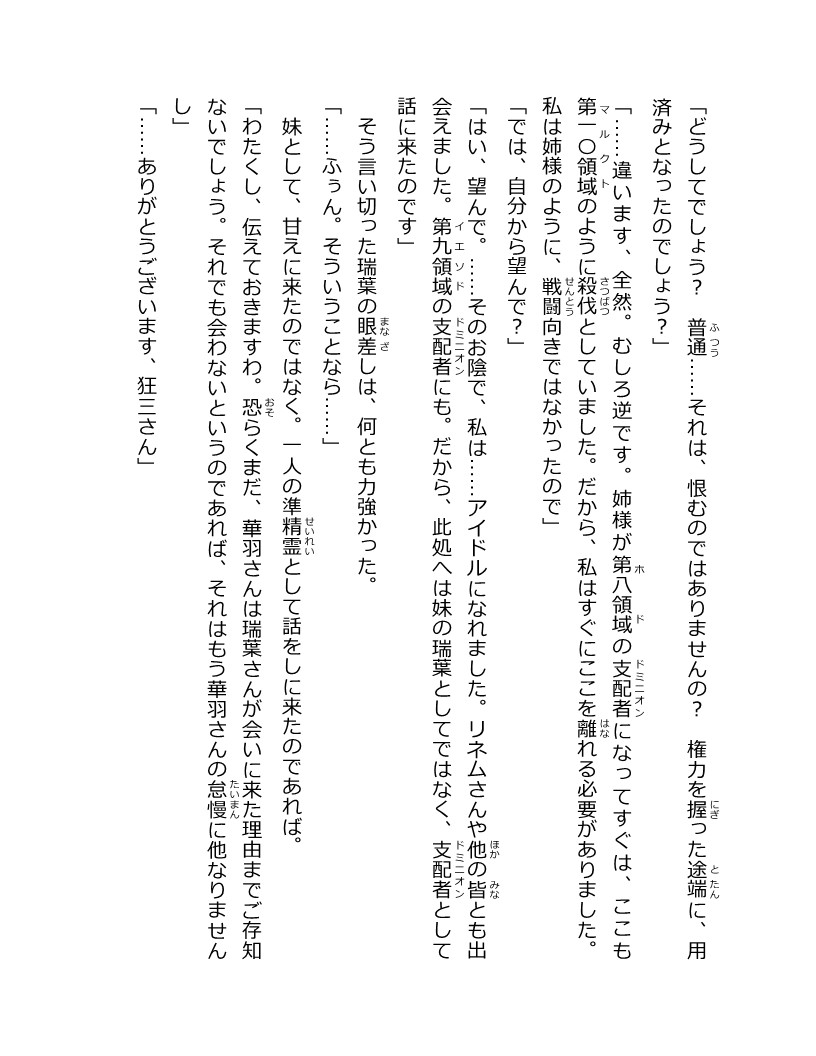 「どうしてでしょう？　普通……それは、恨むのではありませんの？　権力を握った途端に、用
済みとなったのでしょう？」
「……違います、全然。むしろ逆です。姉様が第八領域の支配者になってすぐは、ここも
第一〇領域のように殺伐としていました。だから、私はすぐにここを離れる必要がありました。
私は姉様のように、戦闘向きではなかったので」
「では、自分から望んで？」
「はい、望んで。……そのお陰で、私は……アイドルになれました。リネムさんや他の皆とも出
会えました。第九領域の支配者にも。だから、此処へは妹の瑞葉としてではなく、支配者として
話に来たのです」
　そう言い切った瑞葉の眼差しは、何とも力強かった。
「……ふぅん。そういうことなら……」
　妹として、甘えに来たのではなく。一人の準精霊として話をしに来たのであれば。
「わたくし、伝えておきますわ。恐らくまだ、華羽さんは瑞葉さんが会いに来た理由までご存知
ないでしょう。それでも会わないというのであれば、それはもう華羽さんの怠慢に他なりません
し」
「……ありがとうございます、狂三さん」